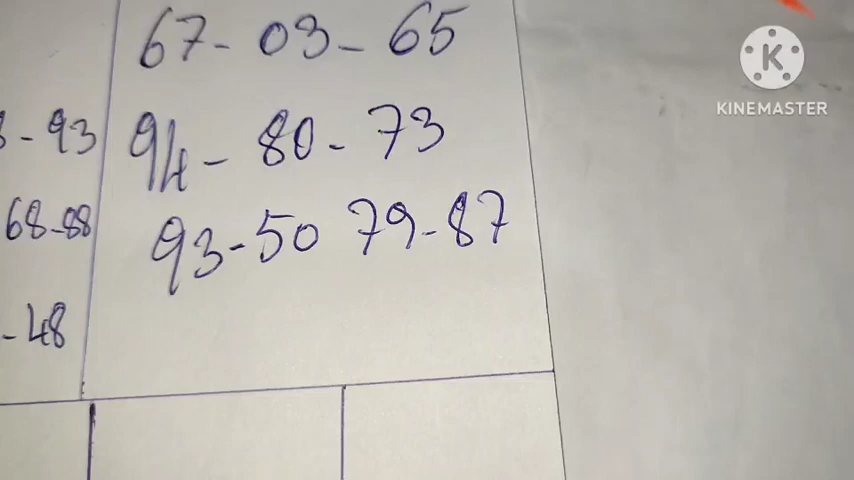 67- 03- 65
- 93
94- 80- 73
68-88
93-50 79-87
- 48
KINEMASTER